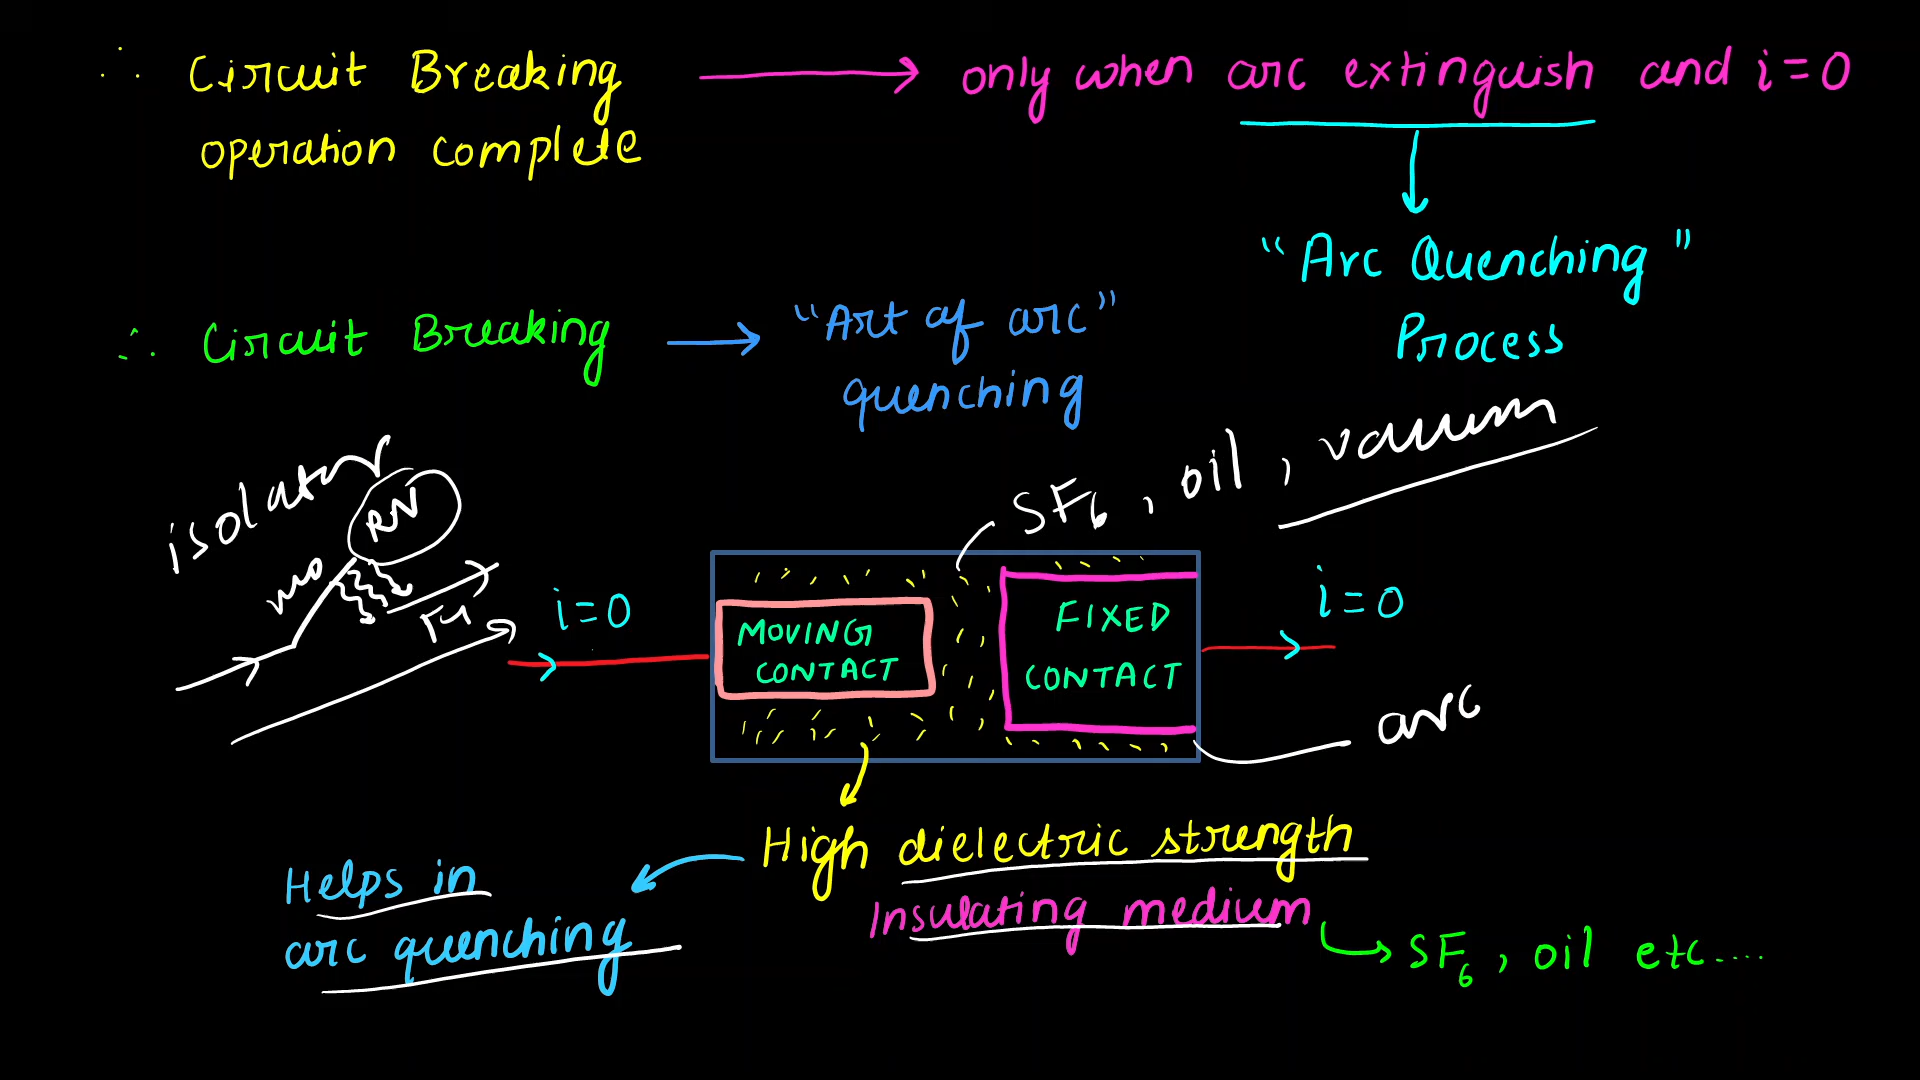 ∴ Circuit Breaking → only when arc extinguish and i=0
operation complete
"Arc Quenching"
Process
∴ Circuit Breaking → "Art of arc"
quenching
isolator
RN
SF6, oil, vacuum
i=0
MOVING
CONTACT
FIXED
CONTACT
i=0
arc
High dielectric strength
Insulating medium
Helps in
arc quenching
SF6, oil etc....